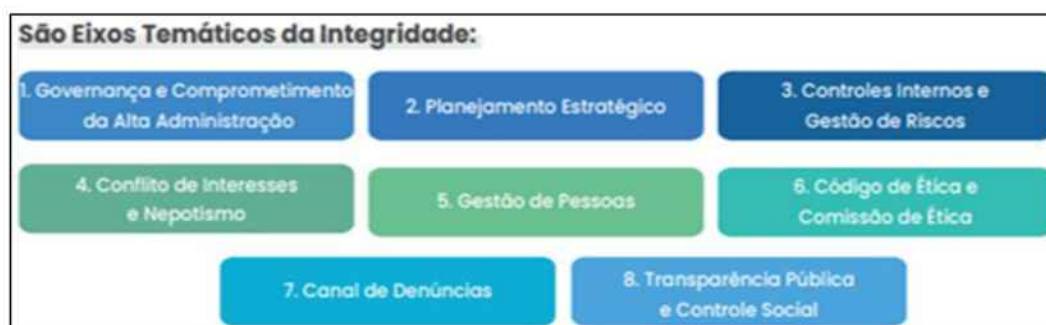 São Eixos Temáticos da Integridade:
1. Governança e Comprometimento
da Alta Administração
2. Planejamento Estratégico
3. Controles Internos e
Gestão de Riscos
4. Conflito de Interesses
e Nepotismo
5. Gestão de Pessoas
6. Código de Ética e
Comissão de Ética
7. Canal de Denúncias
8. Transparência Pública
e Controle Social